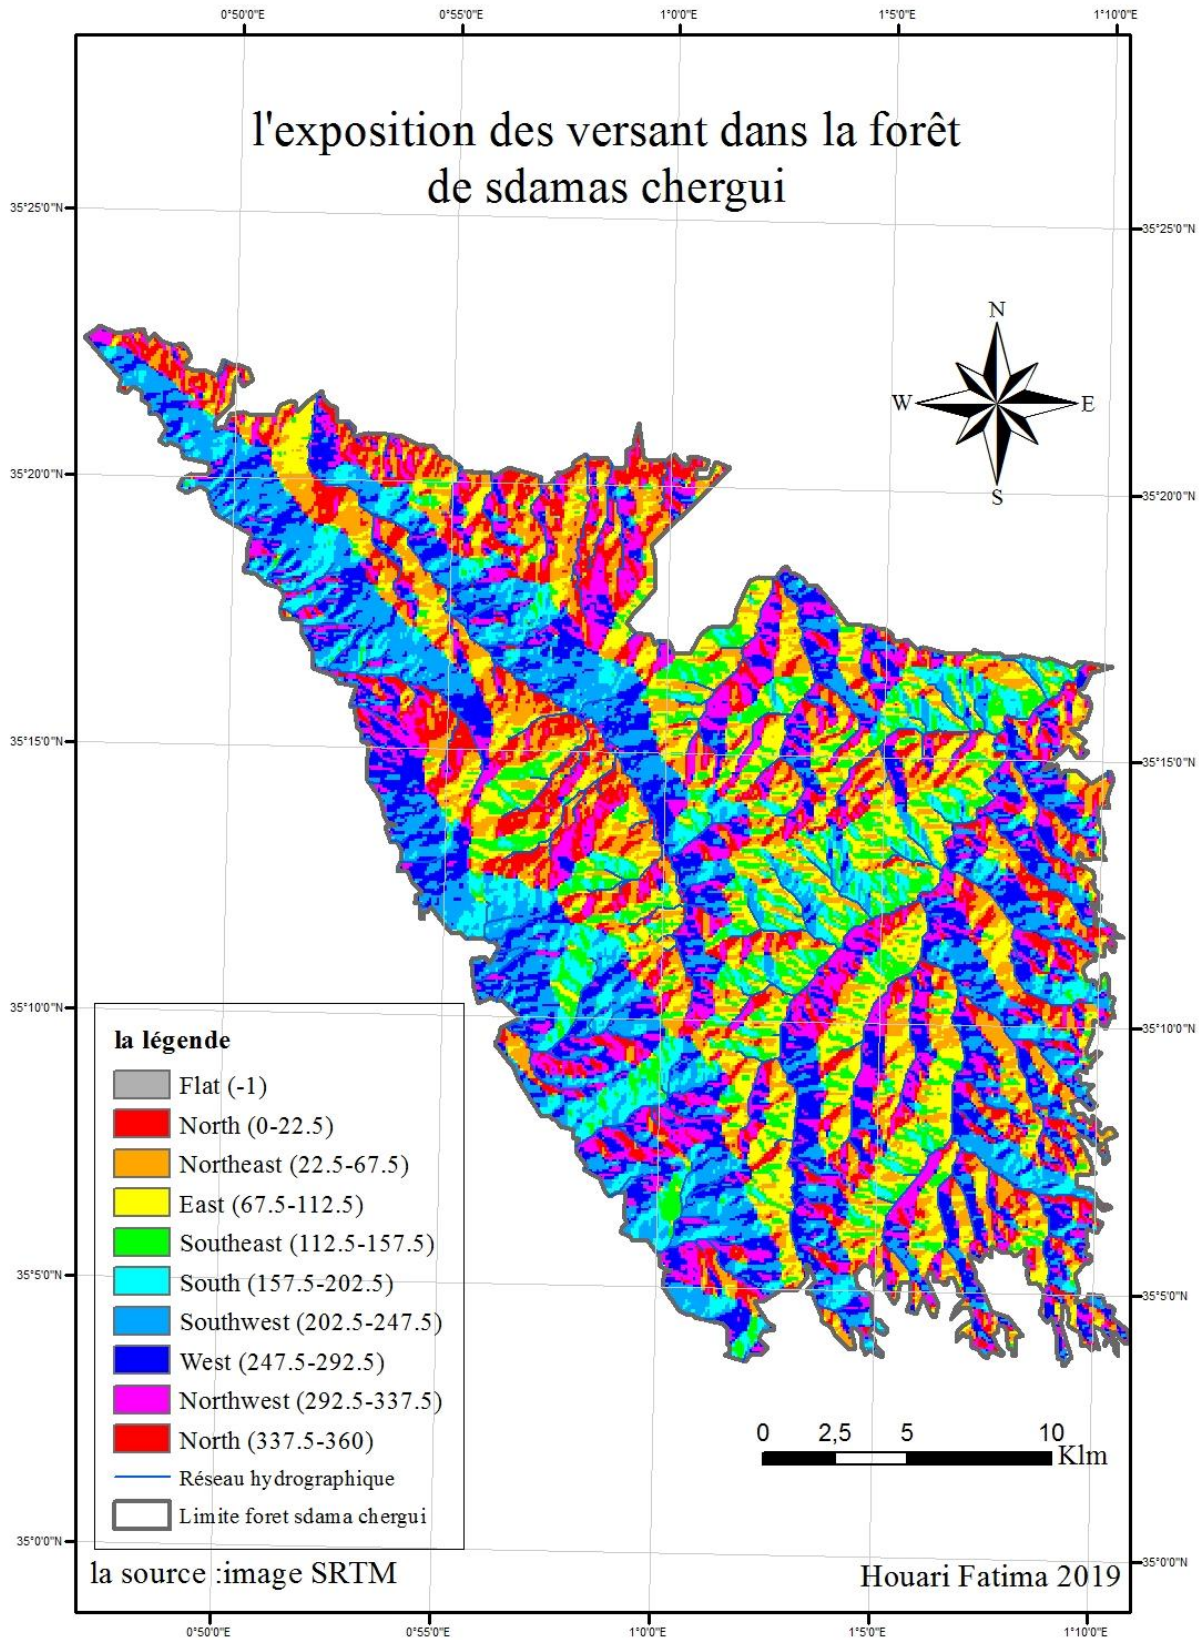 0°50'0"E 0°55'0"E 1°0'0"E 1°5'0"E 1°10'0"E
l'exposition des versant dans la forêt
de sdamas chergui
35°25'0"N 35°25'0"N
N
W E
S
35°20'0"N 35°20'0"N
35°15'0"N 35°15'0"N
35°10'0"N 35°10'0"N
la légende
Flat (-1)
North (0-22.5)
Northeast (22.5-67.5)
East (67.5-112.5)
Southeast (112.5-157.5)
South (157.5-202.5)
Southwest (202.5-247.5)
West (247.5-292.5)
Northwest (292.5-337.5)
North (337.5-360)
Réseau hydrographique
Limite foret sdama chergui
35°5'0"N 35°5'0"N
0 2,5 5 10
Klm
35°0'0"N 35°0'0"N
la source :image SRTM
Houari Fatima 2019
0°50'0"E 0°55'0"E 1°0'0"E 1°5'0"E 1°10'0"E